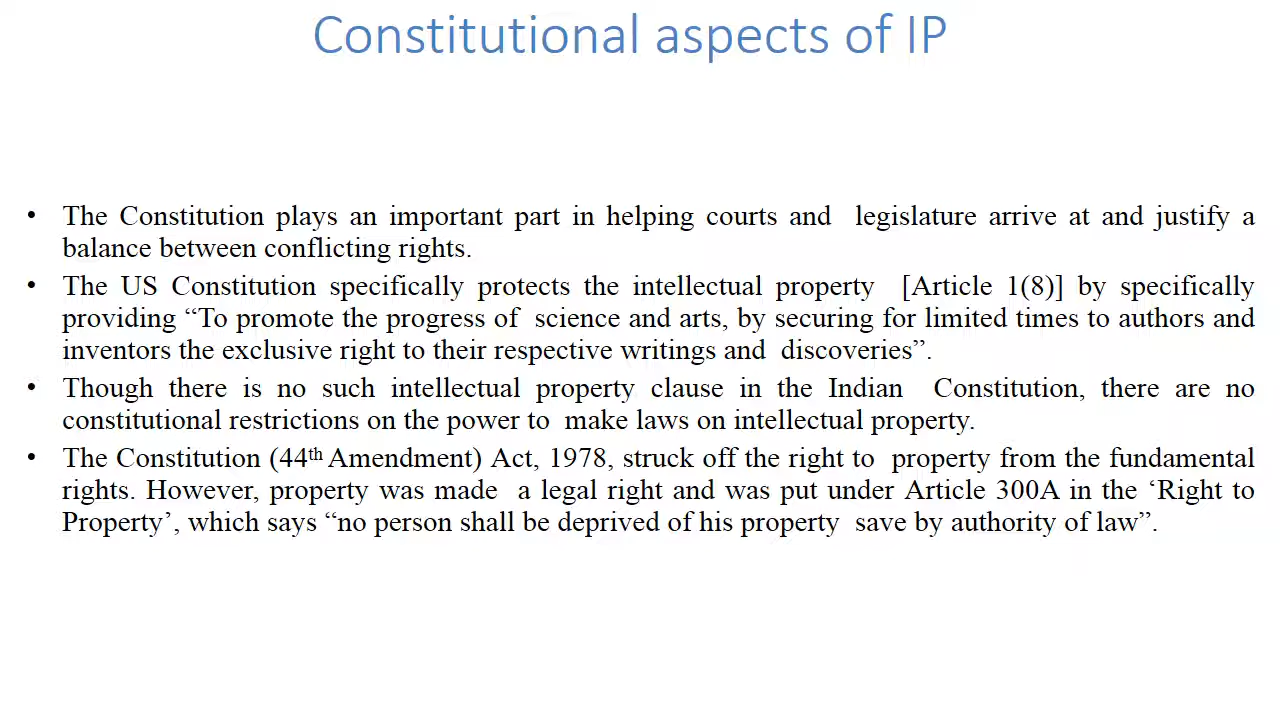 Constitutional aspects of IP
• The Constitution plays an important part in helping courts and legislature arrive at and justify a
balance between conflicting rights.
• The US Constitution specifically protects the intellectual property [Article 1(8)] by specifically
providing “To promote the progress of science and arts, by securing for limited times to authors and
inventors the exclusive right to their respective writings and discoveries”.
• Though there is no such intellectual property clause in the Indian Constitution, there are no
constitutional restrictions on the power to make laws on intellectual property.
• The Constitution (44th Amendment) Act, 1978, struck off the right to property from the fundamental
rights. However, property was made a legal right and was put under Article 300A in the ‘Right to
Property’, which says “no person shall be deprived of his property save by authority of law”.